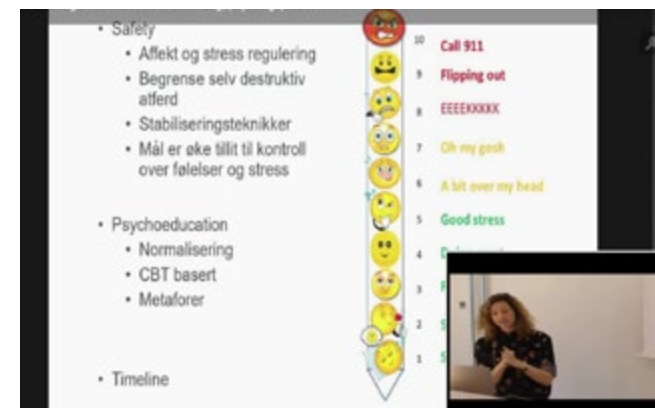 • Safety
• Affekt og stress regulering
• Begrense selv destruktiv
atferd
• Stabiliseringsteknikker
• Mål er øke tillit til kontroll
over følelser og stress
• Psychoeducation
• Normalisering
• CBT basert
• Metaforer
• Timeline
10 Call 911
9 Flipping out
8 EEEEKKKKK
7 Oh my gosh
6 A bit over my head
5 Good stress
4
3
2
1